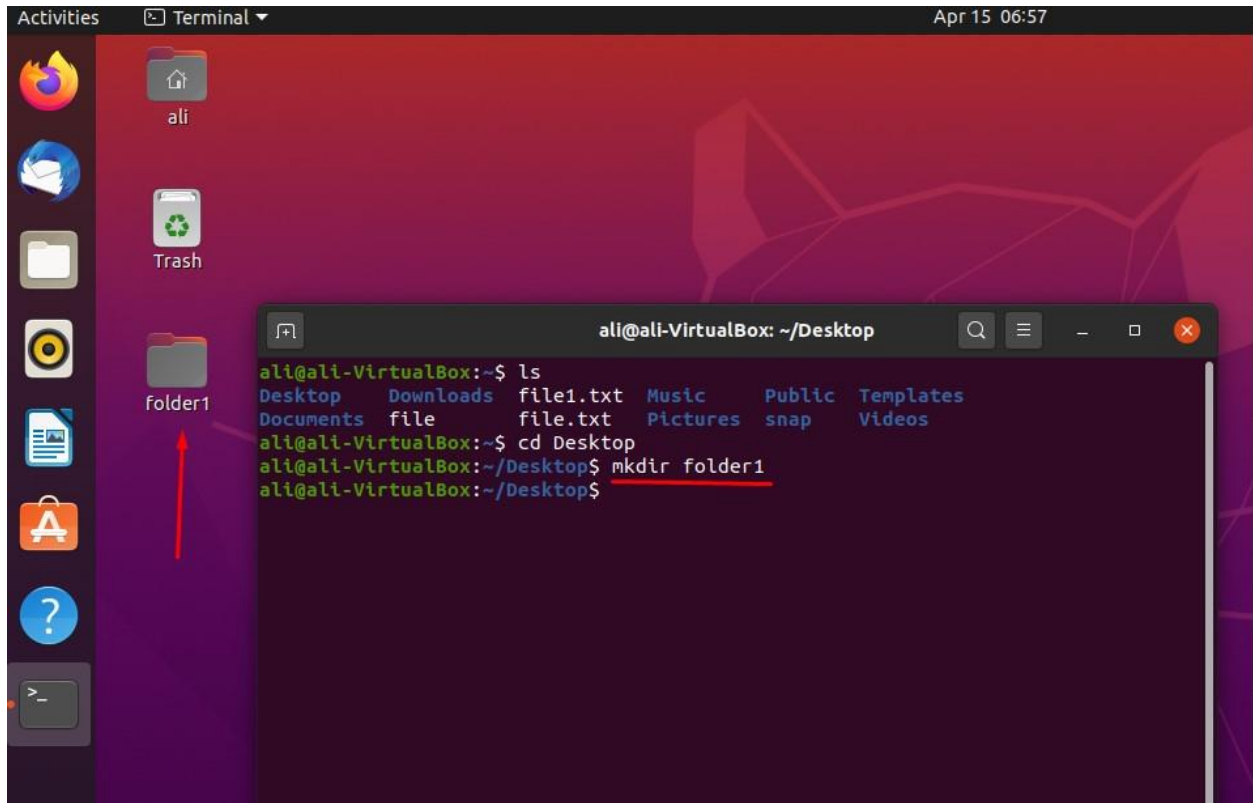 Activities Terminal Apr 15 06:57
ali
Trash
folder1
ali@ali-VirtualBox: ~/Desktop
ali@ali-VirtualBox:~$ ls
Desktop Downloads file1.txt Music Public Templates
Documents file file.txt Pictures snap Videos
ali@ali-VirtualBox:~$ cd Desktop
ali@ali-VirtualBox:~/Desktop$ mkdir folder1
ali@ali-VirtualBox:~/Desktop$